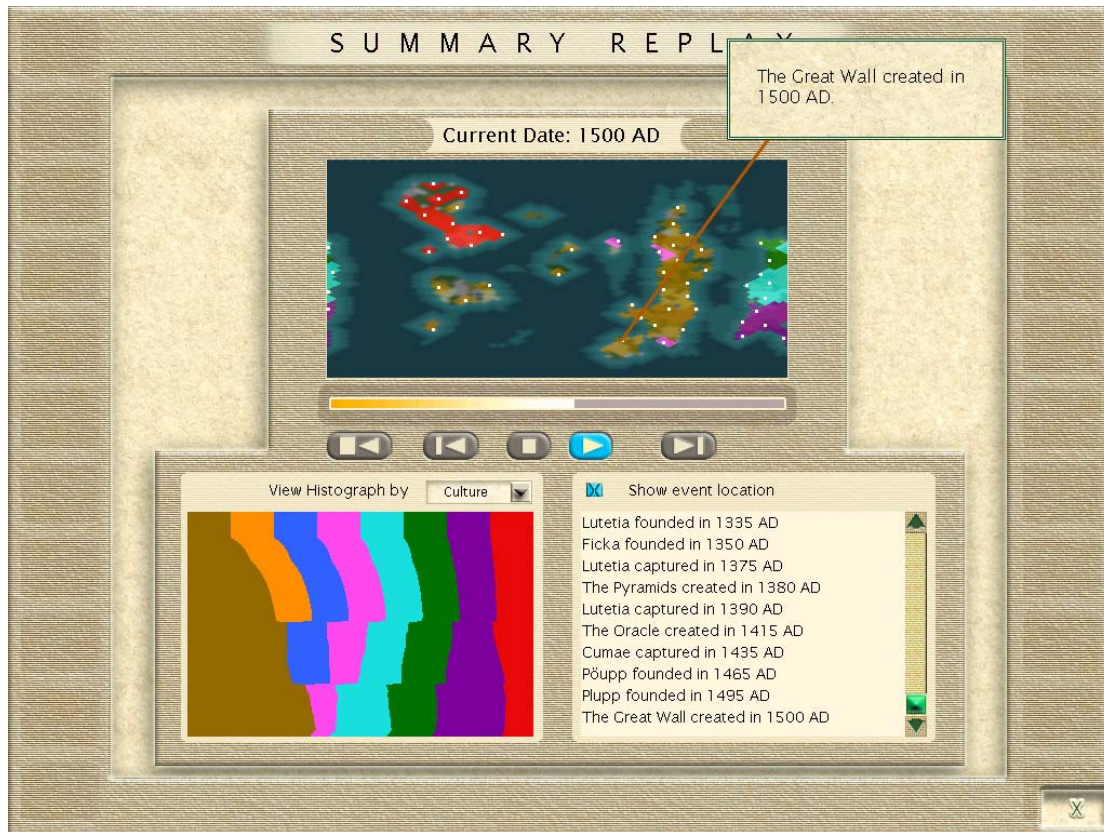 SUMMARY REPLAY
The Great Wall created in
1500 AD.
Current Date: 1500 AD
View Histograph by
Culture
Show event location
Lutetia founded in 1335 AD
Ficka founded in 1350 AD
Lutetia captured in 1375 AD
The Pyramids created in 1380 AD
Lutetia captured in 1390 AD
The Oracle created in 1415 AD
Cumae captured in 1435 AD
Pöupp founded in 1465 AD
Plupp founded in 1495 AD
The Great Wall created in 1500 AD
X